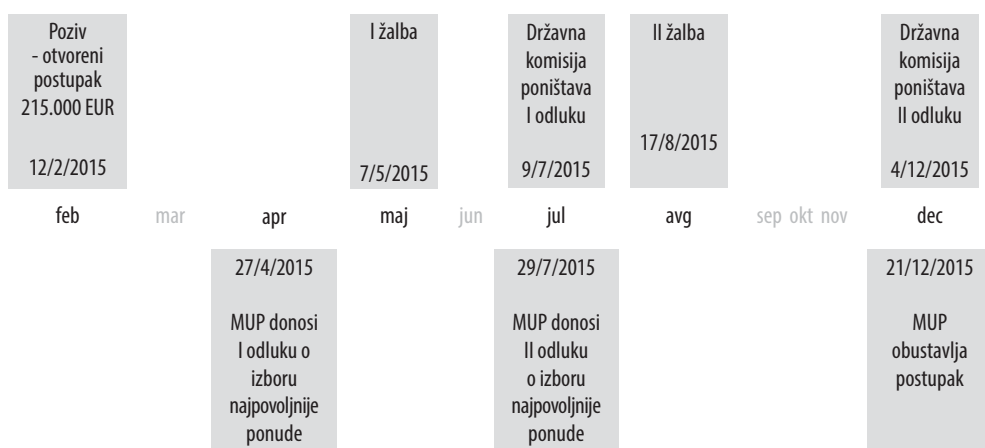 Poziv
- otvoreni
postupak
215.000 EUR
12/2/2015
I žalba
7/5/2015
Državna
komisija
poništava
I odluku
9/7/2015
II žalba
17/8/2015
Državna
komisija
poništava
II odluku
4/12/2015
feb mar apr maj jun jul avg sep okt nov dec
27/4/2015
MUP donosi
I odluku o
izboru
najpovoljnije
ponude
29/7/2015
MUP donosi
II odluku
o izboru
najpovoljnije
ponude
21/12/2015
MUP
obustavlja
postupak